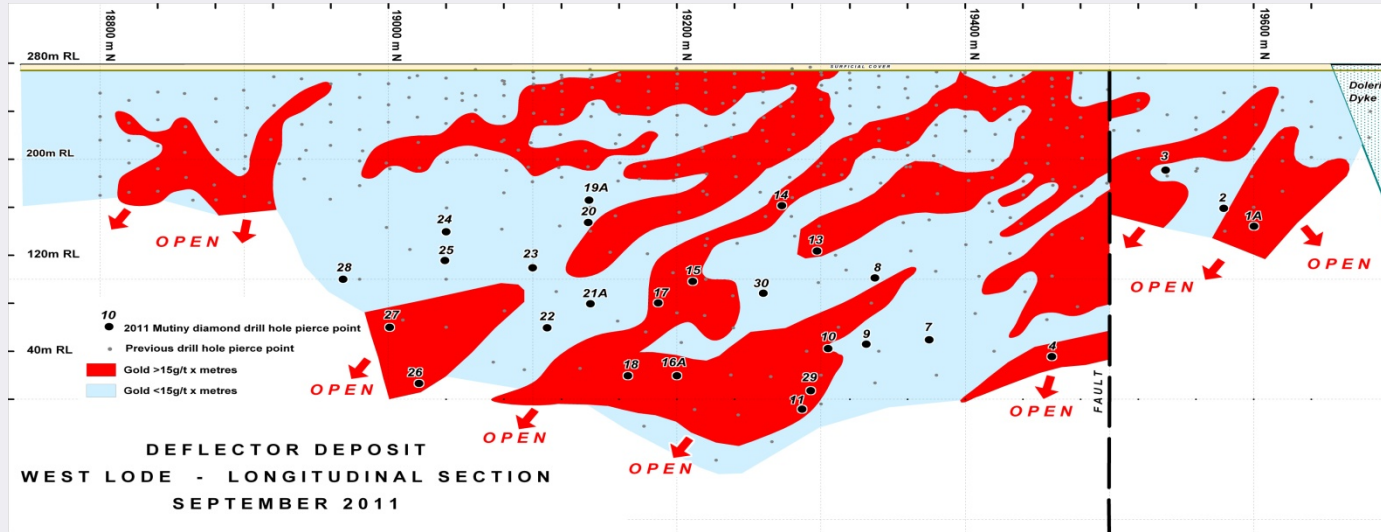 18800 m N
19000 m N
19200 m N
19400 m N
19600 m N
280m RL
SURFICIAL COVER
Doleri
Dyke
200m RL
3
19A
14
2
20
1A
24
OPEN
13
25
23
120m RL
28
15
8
OPEN
OPEN
30
21A
17
10
2011 Mutiny diamond drill hole pierce point
27
22
Previous drill hole pierce point
10
9
7
40m RL
4
Gold >15g/t x metres
18
16A
26
29
Gold <15g/t x metres
OPEN
11
FAULT
OPEN
OPEN
OPEN
DEFLECTOR DEPOSIT
WEST LODE - LONGITUDINAL SECTION
SEPTEMBER 2011